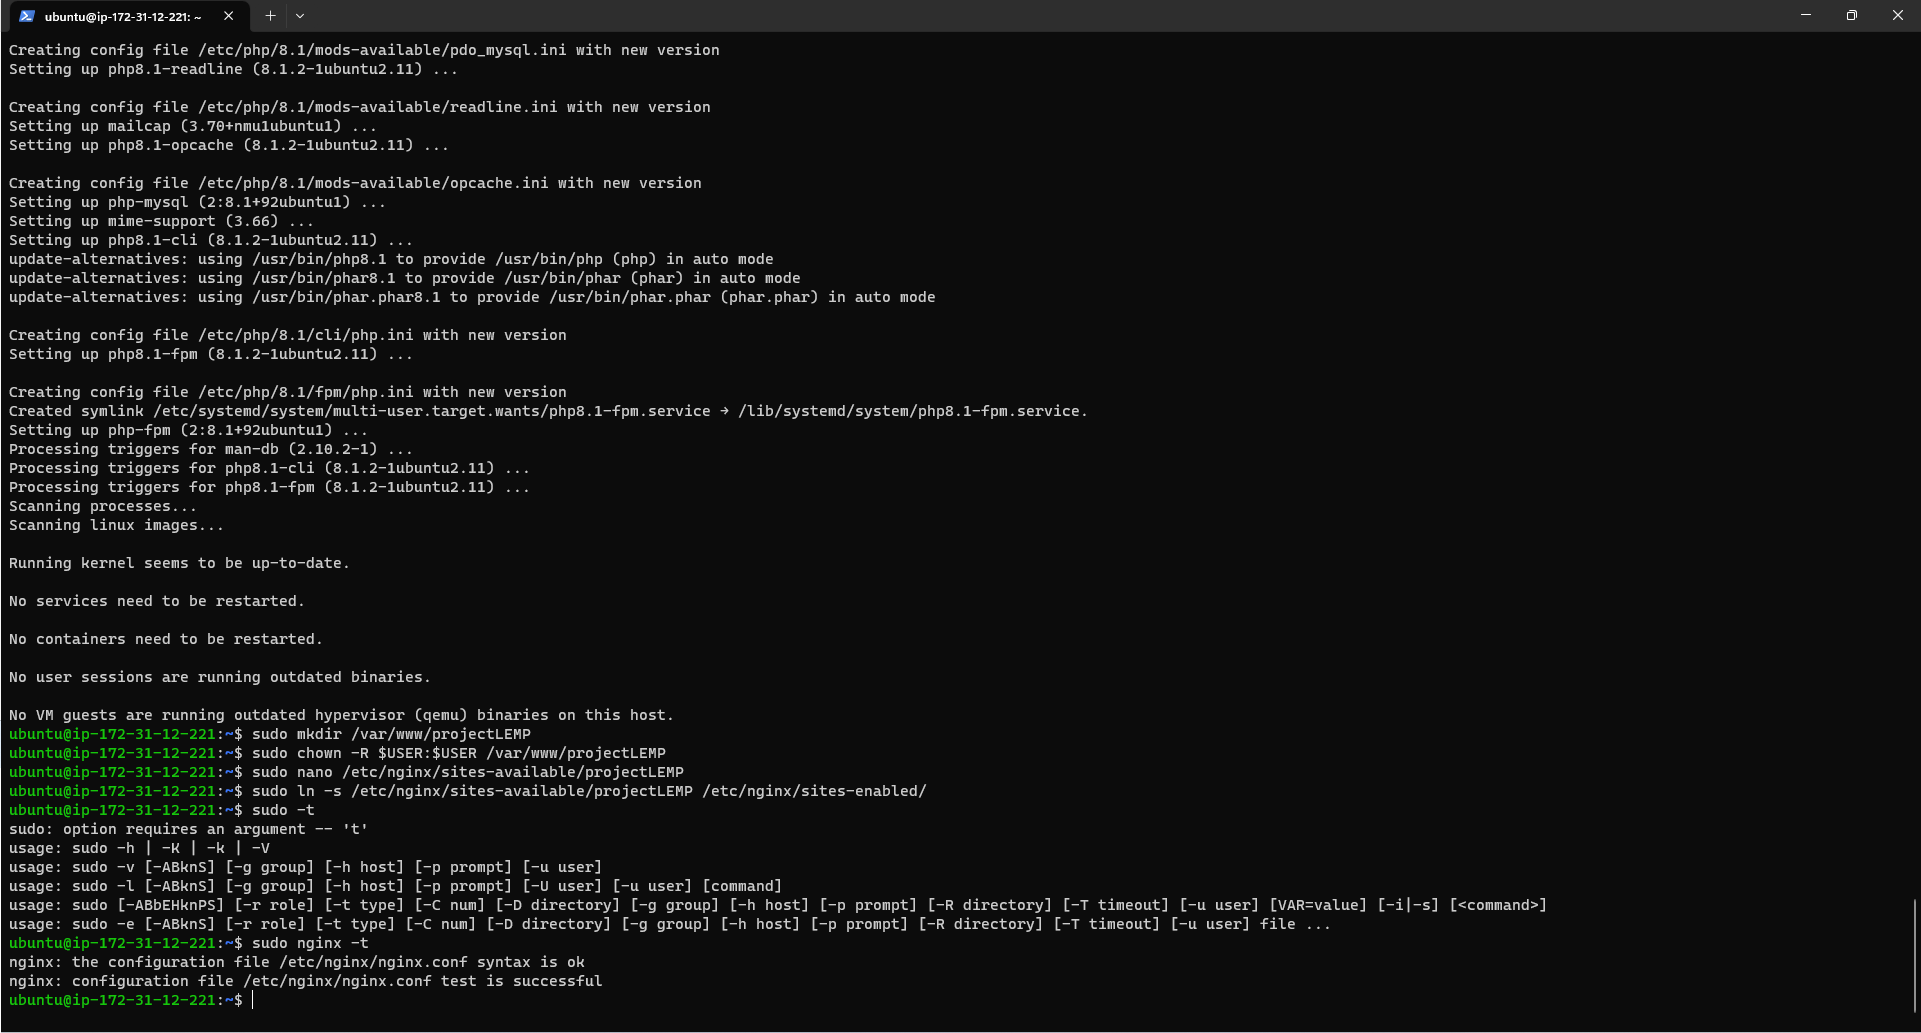 ubuntu@ip-172-31-12-221: ~
Creating config file /etc/php/8.1/mods-available/pdo_mysql.ini with new version
Setting up php8.1-readline (8.1.2-1ubuntu2.11) ...
Creating config file /etc/php/8.1/mods-available/readline.ini with new version
Setting up mailcap (3.70+nmu1ubuntu1) ...
Setting up php8.1-opcache (8.1.2-1ubuntu2.11) ...
Creating config file /etc/php/8.1/mods-available/opcache.ini with new version
Setting up php-mysql (2:8.1+92ubuntu1) ...
Setting up mime-support (3.66) ...
Setting up php8.1-cli (8.1.2-1ubuntu2.11) ...
update-alternatives: using /usr/bin/php8.1 to provide /usr/bin/php (php) in auto mode
update-alternatives: using /usr/bin/phar8.1 to provide /usr/bin/phar (phar) in auto mode
update-alternatives: using /usr/bin/phar.phar8.1 to provide /usr/bin/phar.phar (phar.phar) in auto mode
Creating config file /etc/php/8.1/cli/php.ini with new version
Setting up php8.1-fpm (8.1.2-1ubuntu2.11) ...
Creating config file /etc/php/8.1/fpm/php.ini with new version
Created symlink /etc/systemd/system/multi-user.target.wants/php8.1-fpm.service → /lib/systemd/system/php8.1-fpm.service.
Setting up php-fpm (2:8.1+92ubuntu1) ...
Processing triggers for man-db (2.10.2-1) ...
Processing triggers for php8.1-cli (8.1.2-1ubuntu2.11) ...
Processing triggers for php8.1-fpm (8.1.2-1ubuntu2.11) ...
Scanning processes...
Scanning linux images...
Running kernel seems to be up-to-date.
No services need to be restarted.
No containers need to be restarted.
No user sessions are running outdated binaries.
No VM guests are running outdated hypervisor (qemu) binaries on this host.
ubuntu@ip-172-31-12-221:~$ sudo mkdir /var/www/projectLEMP
ubuntu@ip-172-31-12-221:~$ sudo chown -R $USER:$USER /var/www/projectLEMP
ubuntu@ip-172-31-12-221:~$ sudo nano /etc/nginx/sites-available/projectLEMP
ubuntu@ip-172-31-12-221:~$ sudo ln -s /etc/nginx/sites-available/projectLEMP /etc/nginx/sites-enabled/
ubuntu@ip-172-31-12-221:~$ sudo -t
sudo: option requires an argument -- 't'
usage: sudo -h | -K | -k | -V
usage: sudo -v [-ABknS] [-g group] [-h host] [-p prompt] [-u user]
usage: sudo -l [-ABknS] [-g group] [-h host] [-p prompt] [-U user] [-u user] [command]
usage: sudo [-ABbEHknPS] [-r role] [-t type] [-C num] [-D directory] [-g group] [-h host] [-p prompt] [-R directory] [-T timeout] [-u user] [VAR=value] [-i|-s] [<command>]
usage: sudo -e [-ABknS] [-r role] [-t type] [-C num] [-D directory] [-g group] [-h host] [-p prompt] [-R directory] [-T timeout] [-u user] file ...
ubuntu@ip-172-31-12-221:~$ sudo nginx -t
nginx: the configuration file /etc/nginx/nginx.conf syntax is ok
nginx: configuration file /etc/nginx/nginx.conf test is successful
ubuntu@ip-172-31-12-221:~$